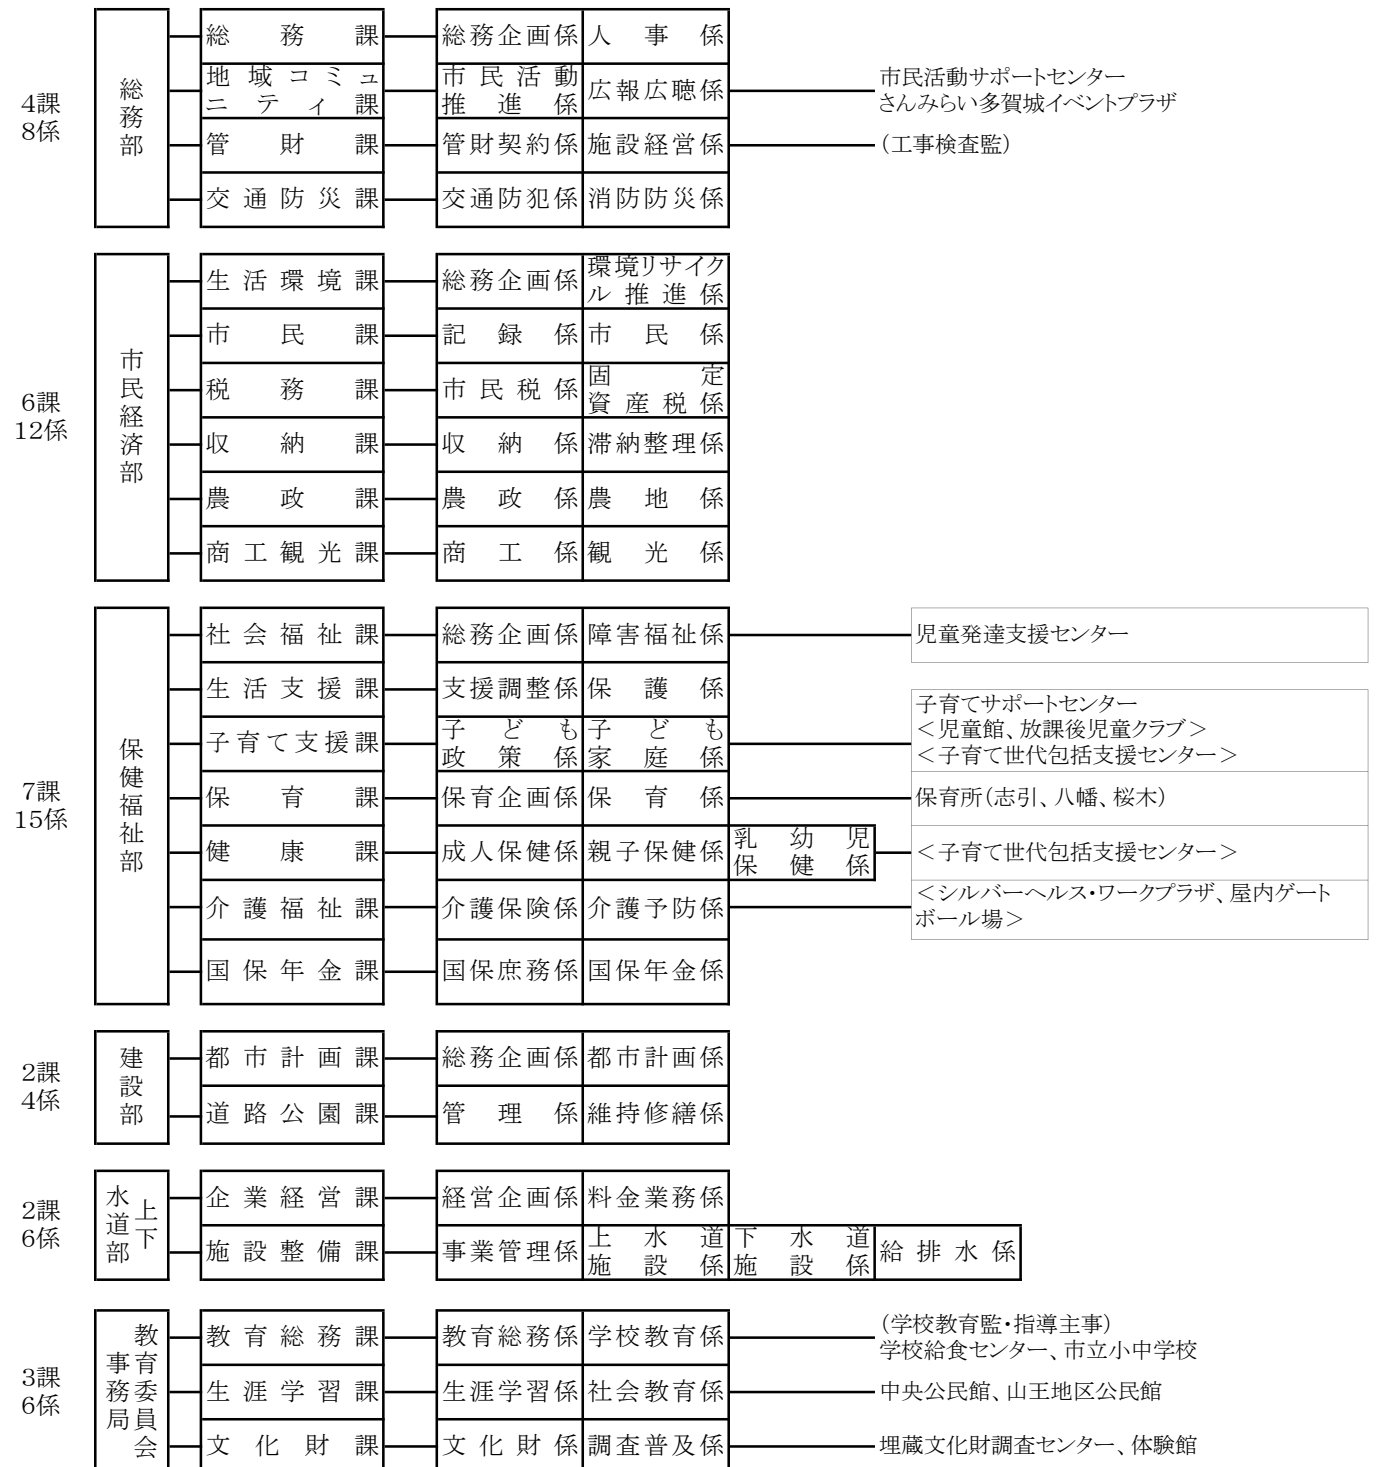 4課
8係
総務部
総務課
総務企画係
人事係
地域コミュ
ニティ課
市民活動
推進係
広報広聴係
市民活動サポートセンター
さんみらい多賀城イベントプラザ
管財課
管財契約係
施設経営係
(工事検査監)
交通防災課
交通防犯係
消防防災係
6課
12係
市民経済部
生活環境課
総務企画係
環境リサイク
ル推進係
市民課
記録係
市民係
税務課
市民税係
固定
資産税係
収納課
収納係
滞納整理係
農政課
農政係
農地係
商工観光課
商工係
観光係
7課
15係
保健福祉部
社会福祉課
総務企画係
障害福祉係
児童発達支援センター
生活支援課
支援調整係
保護係
子育て支援課
子ども
政策係
子ども
家庭係
子育てサポートセンター
<児童館、放課後児童クラブ>
<子育て世代包括支援センター>
保育課
保育企画係
保育係
保育所(志引、八幡、桜木)
健康課
成人保健係
親子保健係
乳幼児
保健係
<子育て世代包括支援センター>
介護福祉課
介護保険係
介護予防係
<シルバーヘルス・ワークプラザ、屋内ゲート
ボール場>
国保年金課
国保庶務係
国保年金係
2課
4係
建設部
都市計画課
総務企画係
都市計画係
道路公園課
管理係
維持修繕係
2課
6係
上下
水道部
企業経営課
経営企画係
料金業務係
施設整備課
事業管理係
上水道
施設係
下水道
施設係
給排水係
3課
6係
教育委員会
事務局
教育総務課
教育総務係
学校教育係
(学校教育監・指導主事)
学校給食センター、市立小中学校
生涯学習課
生涯学習係
社会教育係
中央公民館、山王地区公民館
文化財課
文化財係
調査普及係
埋蔵文化財調査センター、体験館